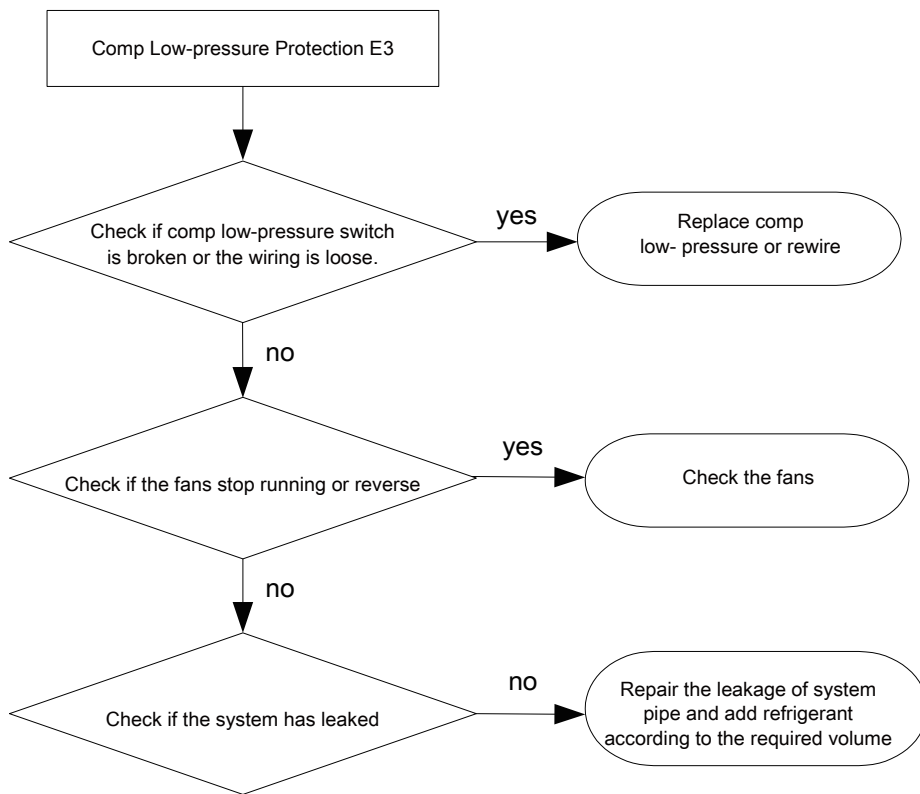 Comp Low-pressure Protection E3
Check if comp low-pressure switch
is broken or the wiring is loose.
yes
Replace comp
low- pressure or rewire
no
Check if the fans stop running or reverse
yes
Check the fans
no
Check if the system has leaked
no
Repair the leakage of system
pipe and add refrigerant
according to the required volume